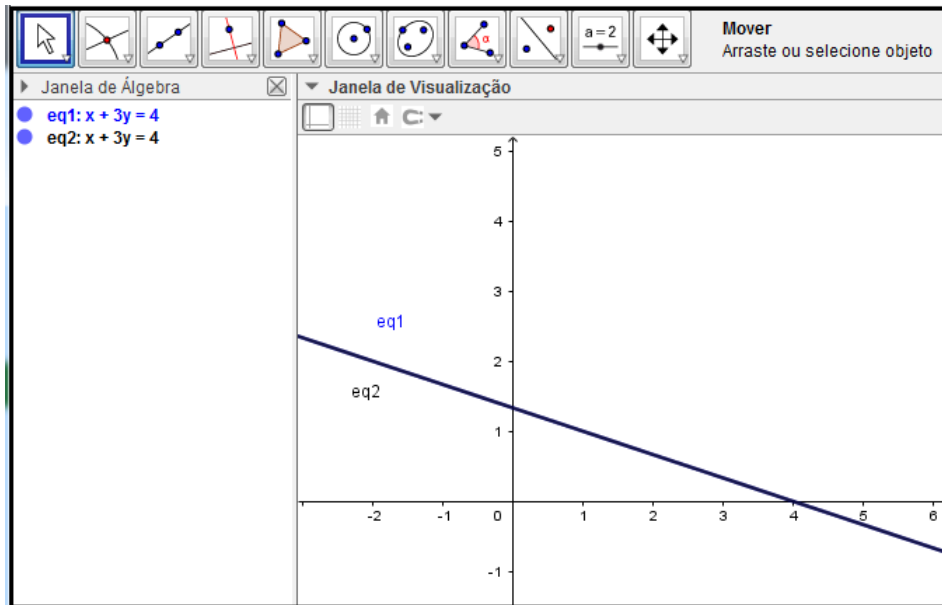 α
a = 2
Mover
Arraste ou selecione objeto
Janela de Álgebra
Janela de Visualização
eq1: x + 3y = 4
eq2: x + 3y = 4
5
4
3
eq1
2
eq2
1
-2 -1 0 1 2 3 4 5 6
-1